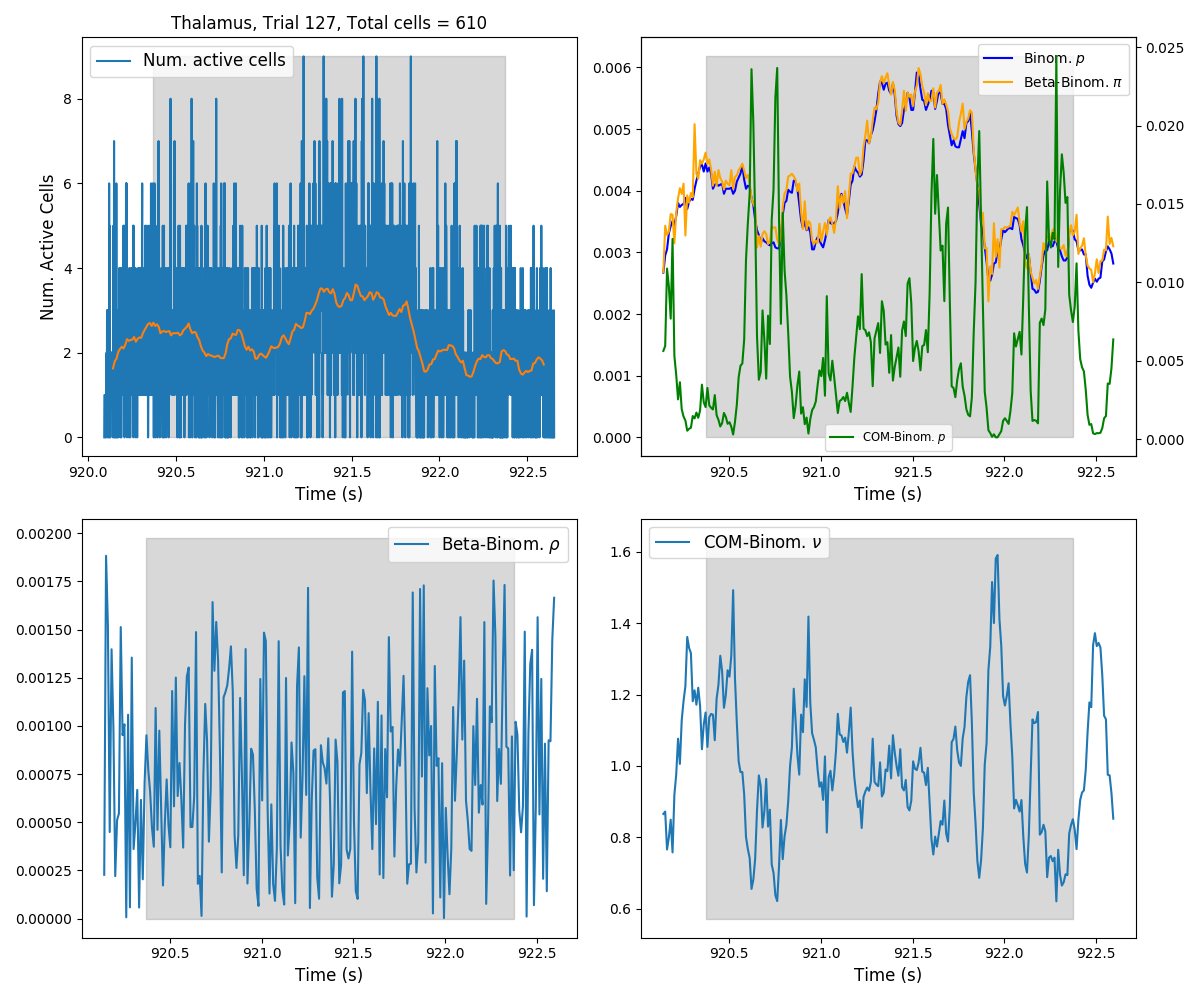 Thalamus, Trial 127, Total cells = 610
Num. active cells
Num. Active Cells
8
6
4
2
0
920.0 920.5 921.0 921.5 922.0 922.5
Time (s)
Binom. p
Beta-Binom. π
COM-Binom. p
0.006
0.005
0.004
0.003
0.002
0.001
0.000
0.025
0.020
0.015
0.010
0.005
0.000
920.5 921.0 921.5 922.0 922.5
Time (s)
Beta-Binom. ρ
0.00200
0.00175
0.00150
0.00125
0.00100
0.00075
0.00050
0.00025
0.00000
920.5 921.0 921.5 922.0 922.5
Time (s)
COM-Binom. ν
1.6
1.4
1.2
1.0
0.8
0.6
920.5 921.0 921.5 922.0 922.5
Time (s)